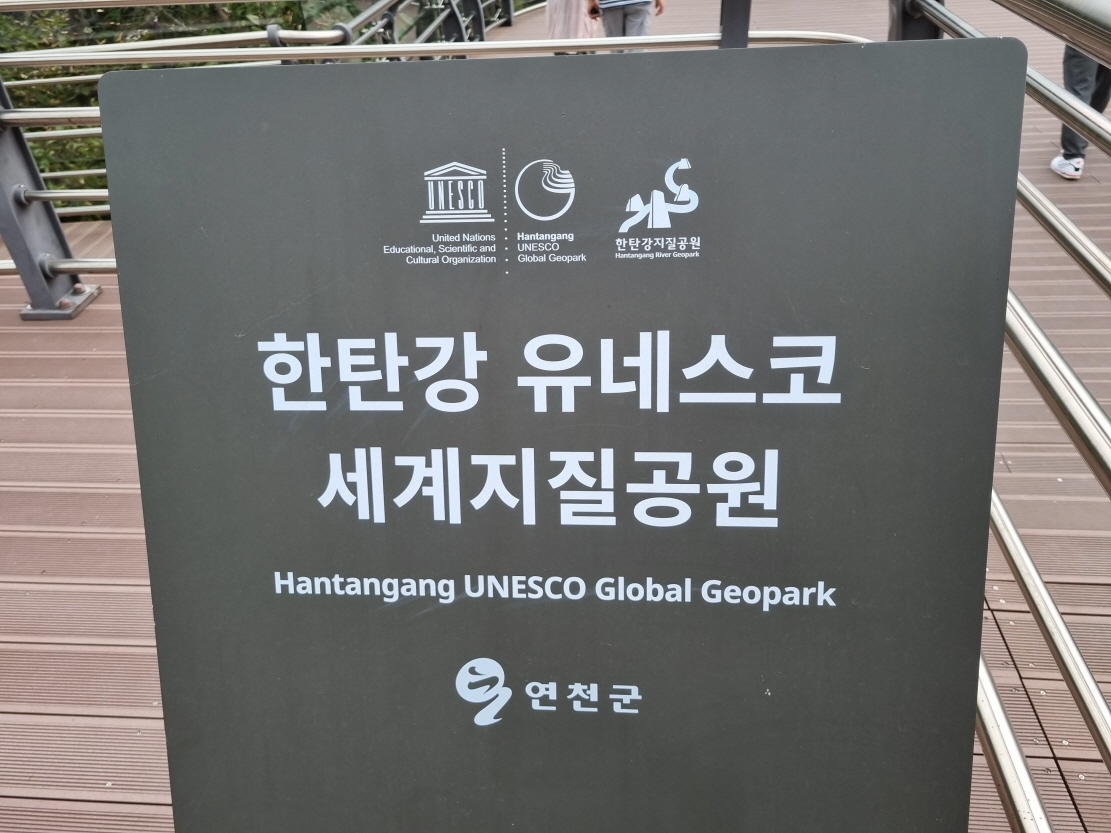 UNESCO
United Nations
Educational, Scientific and
Cultural Organization
Hantangang
UNESCO
Global Geopark
한탄강지질공원
Hantangang River Geopark
한탄강 유네스코
세계지질공원
Hantangang UNESCO Global Geopark
연천군